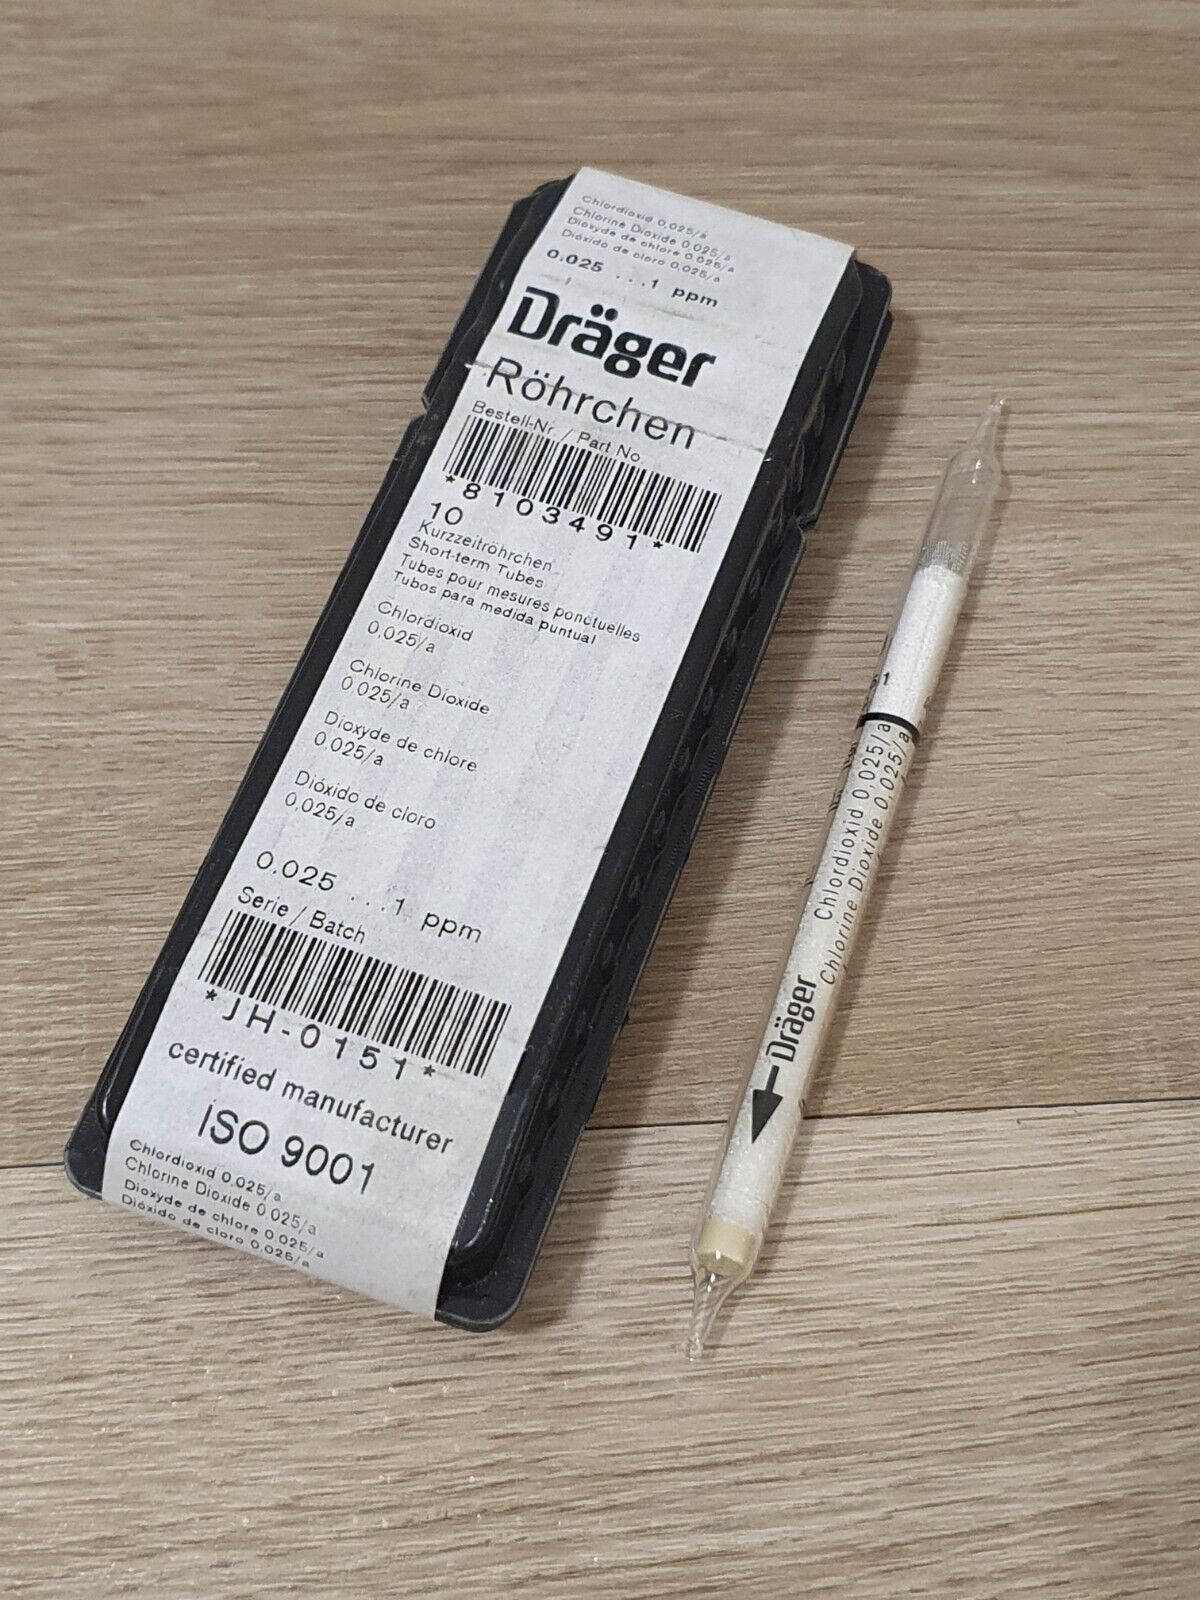 Chlordioxid 0,025/a
Chlorine Dioxide 0,025/a
Dioxyde de chlore 0,025/a
Dióxido de cloro 0,025/a
0.025 ...1 ppm
Dräger
Röhrchen
Bestell-Nr. / Part No
*8103491*
10
Kurzzeitröhrchen
Short-term Tubes
Tubes pour mesures ponctuelles
Tubos para medida puntual
Chlordioxid
0,025/a
Chlorine Dioxide
0,025/a
Dioxyde de chlore
0,025/a
Dióxido de cloro
0,025/a
0.025 ...1 ppm
Serie / Batch
*JH-0151*
certified manufacturer
ISO 9001
Chlordioxid 0,025/a
Chlorine Dioxide 0,025/a
Dioxyde de chlore 0,025/a
Dióxido de cloro 0,025/a
Dräger
Chlordioxid 0,025/a
Chlorine Dioxide 0,025/a